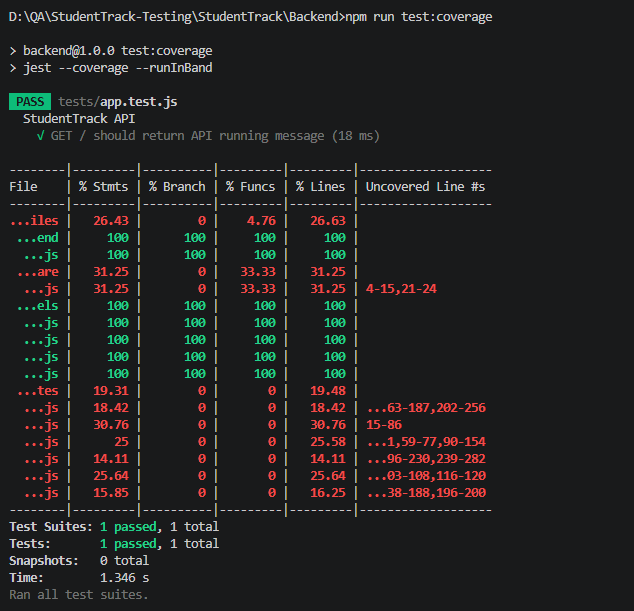 D:\QA\StudentTrack-Testing\StudentTrack\Backend>npm run test:coverage
> backend@1.0.0 test:coverage
> jest --coverage --runInBand
PASS tests/app.test.js
StudentTrack API
√ GET / should return API running message (18 ms)
--------|---------|----------|---------|---------|-------------------
File | % Stmts | % Branch | % Funcs | % Lines | Uncovered Line #s
--------|---------|----------|---------|---------|-------------------
...iles | 26.43 | 0 | 4.76 | 26.63 |
...end | 100 | 100 | 100 | 100 |
...js | 100 | 100 | 100 | 100 |
...are | 31.25 | 0 | 33.33 | 31.25 |
...js | 31.25 | 0 | 33.33 | 31.25 | 4-15,21-24
...els | 100 | 100 | 100 | 100 |
...js | 100 | 100 | 100 | 100 |
...js | 100 | 100 | 100 | 100 |
...js | 100 | 100 | 100 | 100 |
...js | 100 | 100 | 100 | 100 |
...tes | 19.31 | 0 | 0 | 19.48 |
...js | 18.42 | 0 | 0 | 18.42 | ...63-187,202-256
...js | 30.76 | 0 | 0 | 30.76 | 15-86
...js | 25 | 0 | 0 | 25.58 | ...1,59-77,90-154
...js | 14.11 | 0 | 0 | 14.11 | ...96-230,239-282
...js | 25.64 | 0 | 0 | 25.64 | ...03-108,116-120
...js | 15.85 | 0 | 0 | 16.25 | ...38-188,196-200
--------|---------|----------|---------|---------|-------------------
Test Suites: 1 passed, 1 total
Tests: 1 passed, 1 total
Snapshots: 0 total
Time: 1.346 s
Ran all test suites.